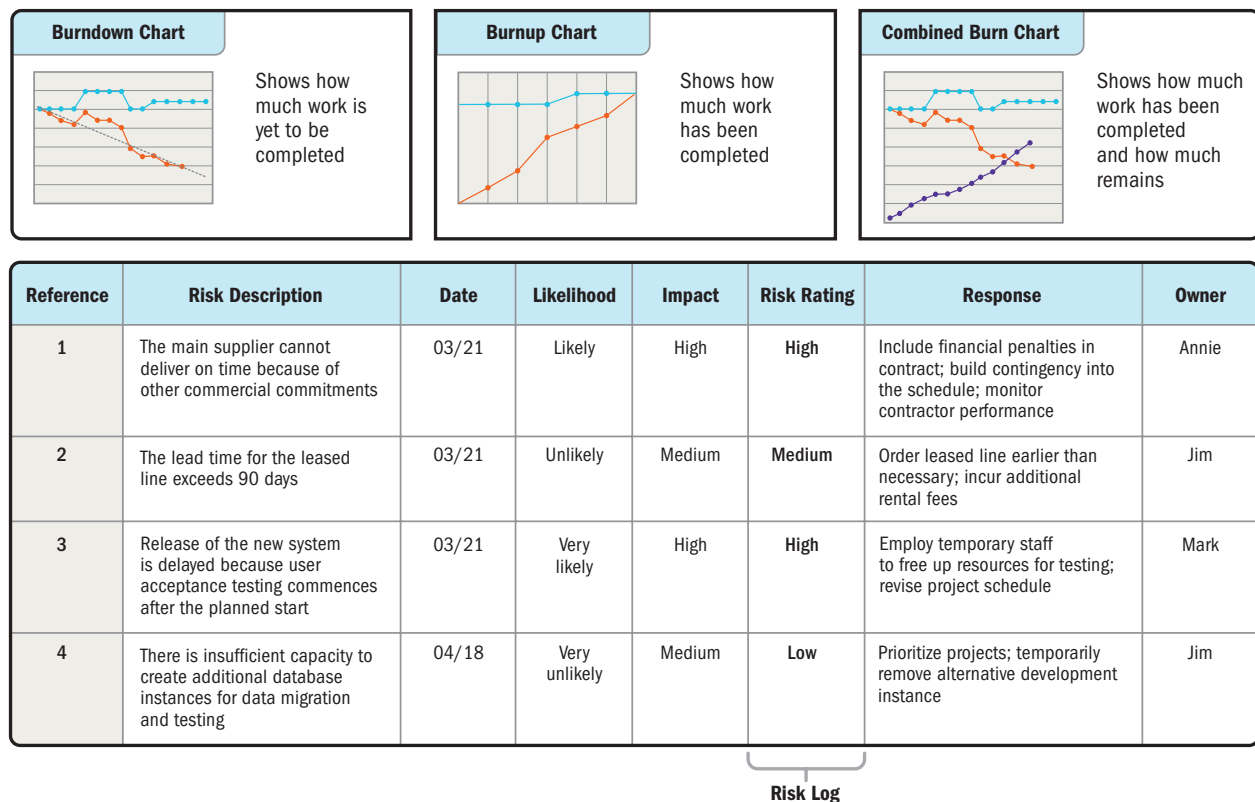 Burndown Chart
Shows how
much work is
yet to be
completed
Burnup Chart
Shows how
much work
has been
completed
Combined Burn Chart
Shows how much
work has been
completed
and how much
remains
Reference
Risk Description
Date
Likelihood
Impact
Risk Rating
Response
Owner
1
The main supplier cannot
deliver on time because of
other commercial commitments
03/21
Likely
High
High
Include financial penalties in
contract; build contingency into
the schedule; monitor
contractor performance
Annie
2
The lead time for the leased
line exceeds 90 days
03/21
Unlikely
Medium
Medium
Order leased line earlier than
necessary; incur additional
rental fees
Jim
3
Release of the new system
is delayed because user
acceptance testing commences
after the planned start
03/21
Very
likely
High
High
Employ temporary staff
to free up resources for testing;
revise project schedule
Mark
4
There is insufficient capacity to
create additional database
instances for data migration
and testing
04/18
Very
unlikely
Medium
Low
Prioritize projects; temporarily
remove alternative development
instance
Jim
Risk Log